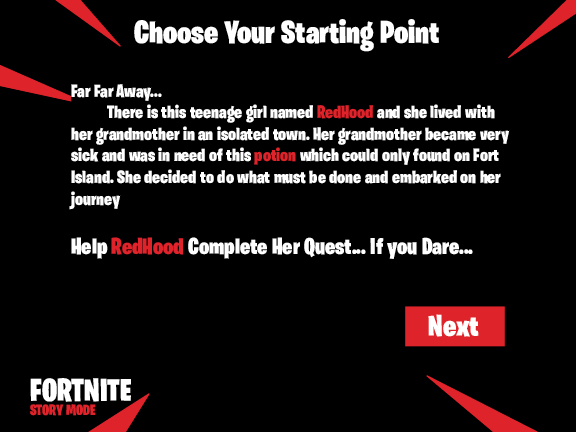 Choose Your Starting Point
Far Far Away...
There is this teenage girl named RedHood and she lived with
her grandmother in an isolated town. Her grandmother became very
sick and was in need of this potion which could only found on Fort
Island. She decided to do what must be done and embarked on her
journey
Help RedHood Complete Her Quest... If you Dare...
Next
FORTNITE
STORY MODE